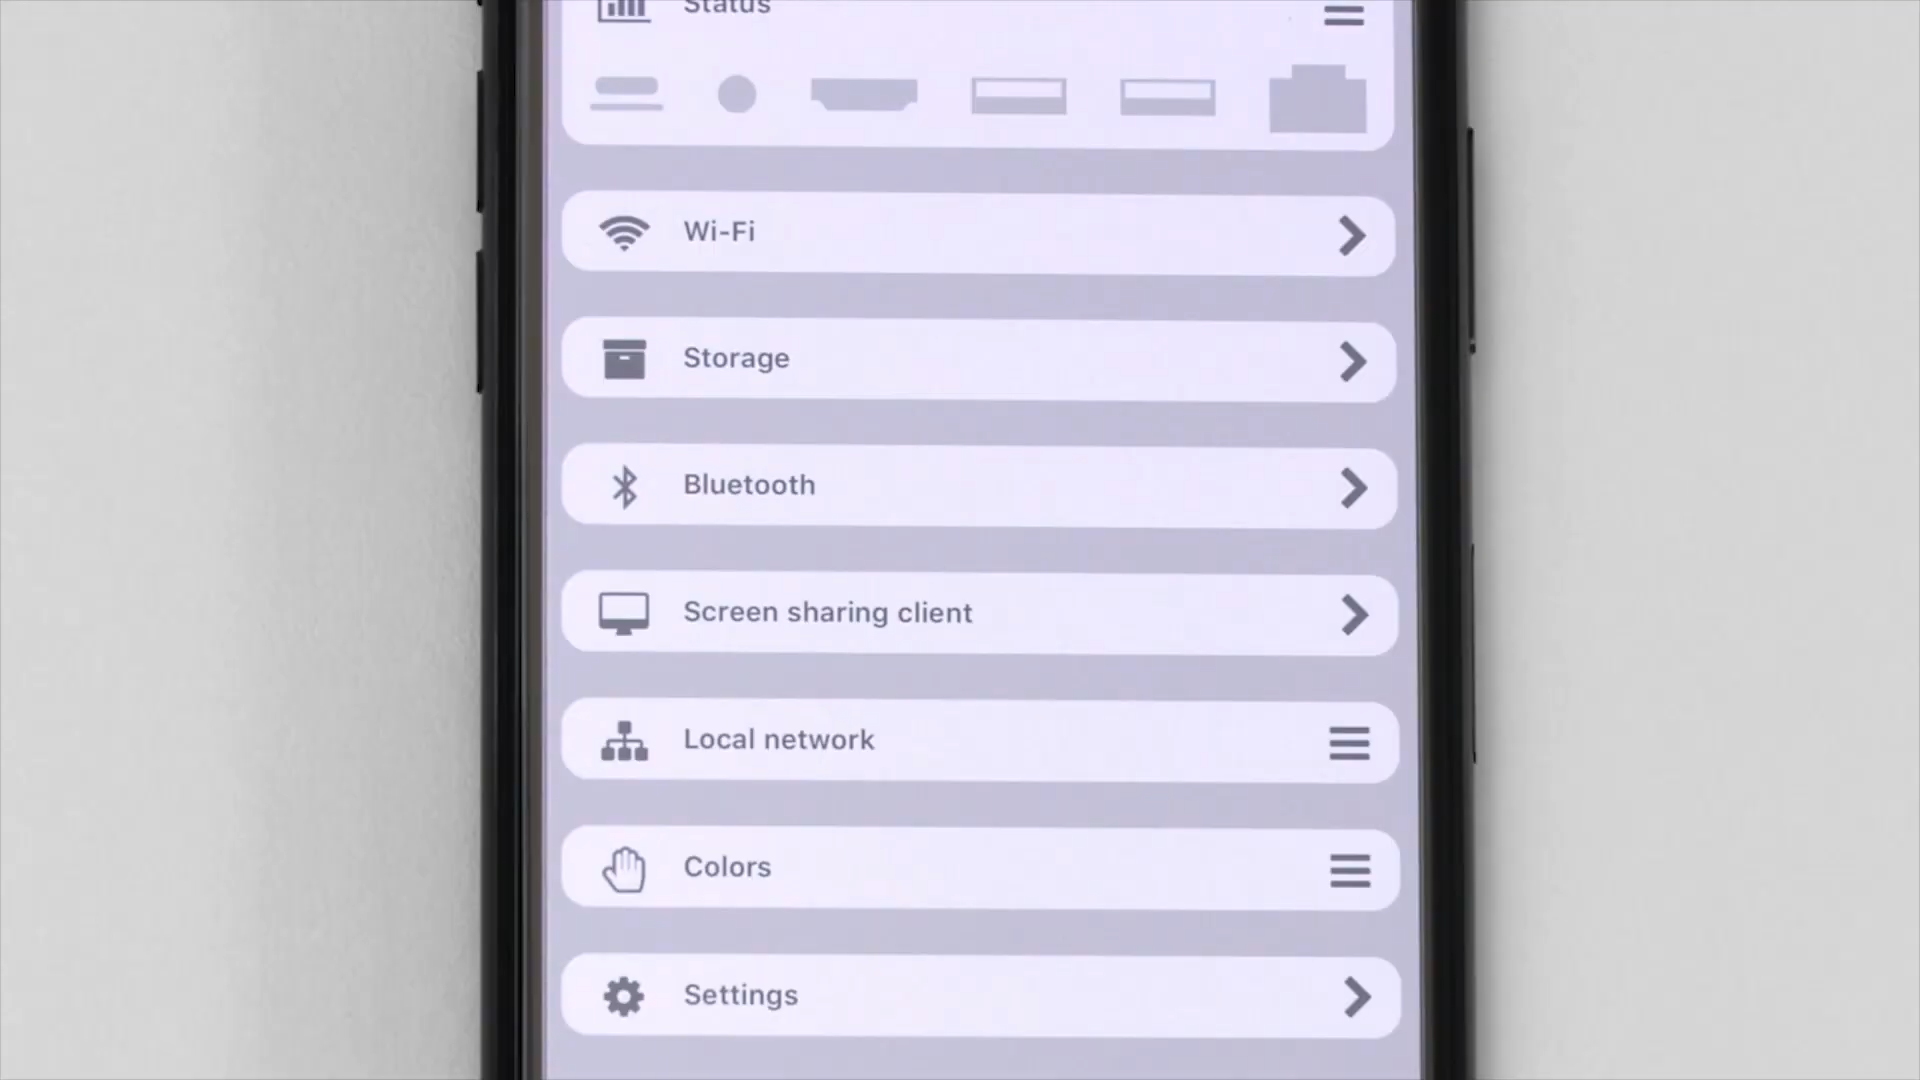 Status
Wi-Fi
Storage
Bluetooth
Screen sharing client
Local network
Colors
Settings